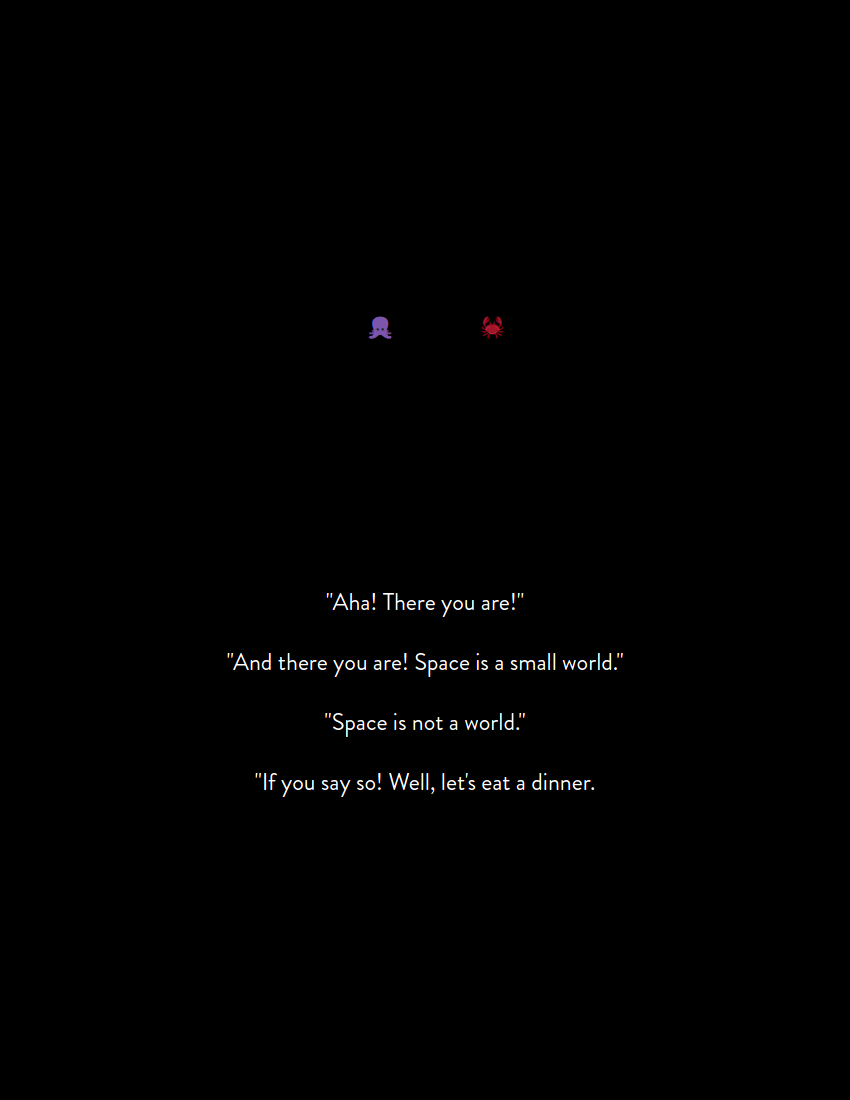 "Aha! There you are!"
"And there you are! Space is a small world."
"Space is not a world."
"If you say so! Well, let's eat a dinner.